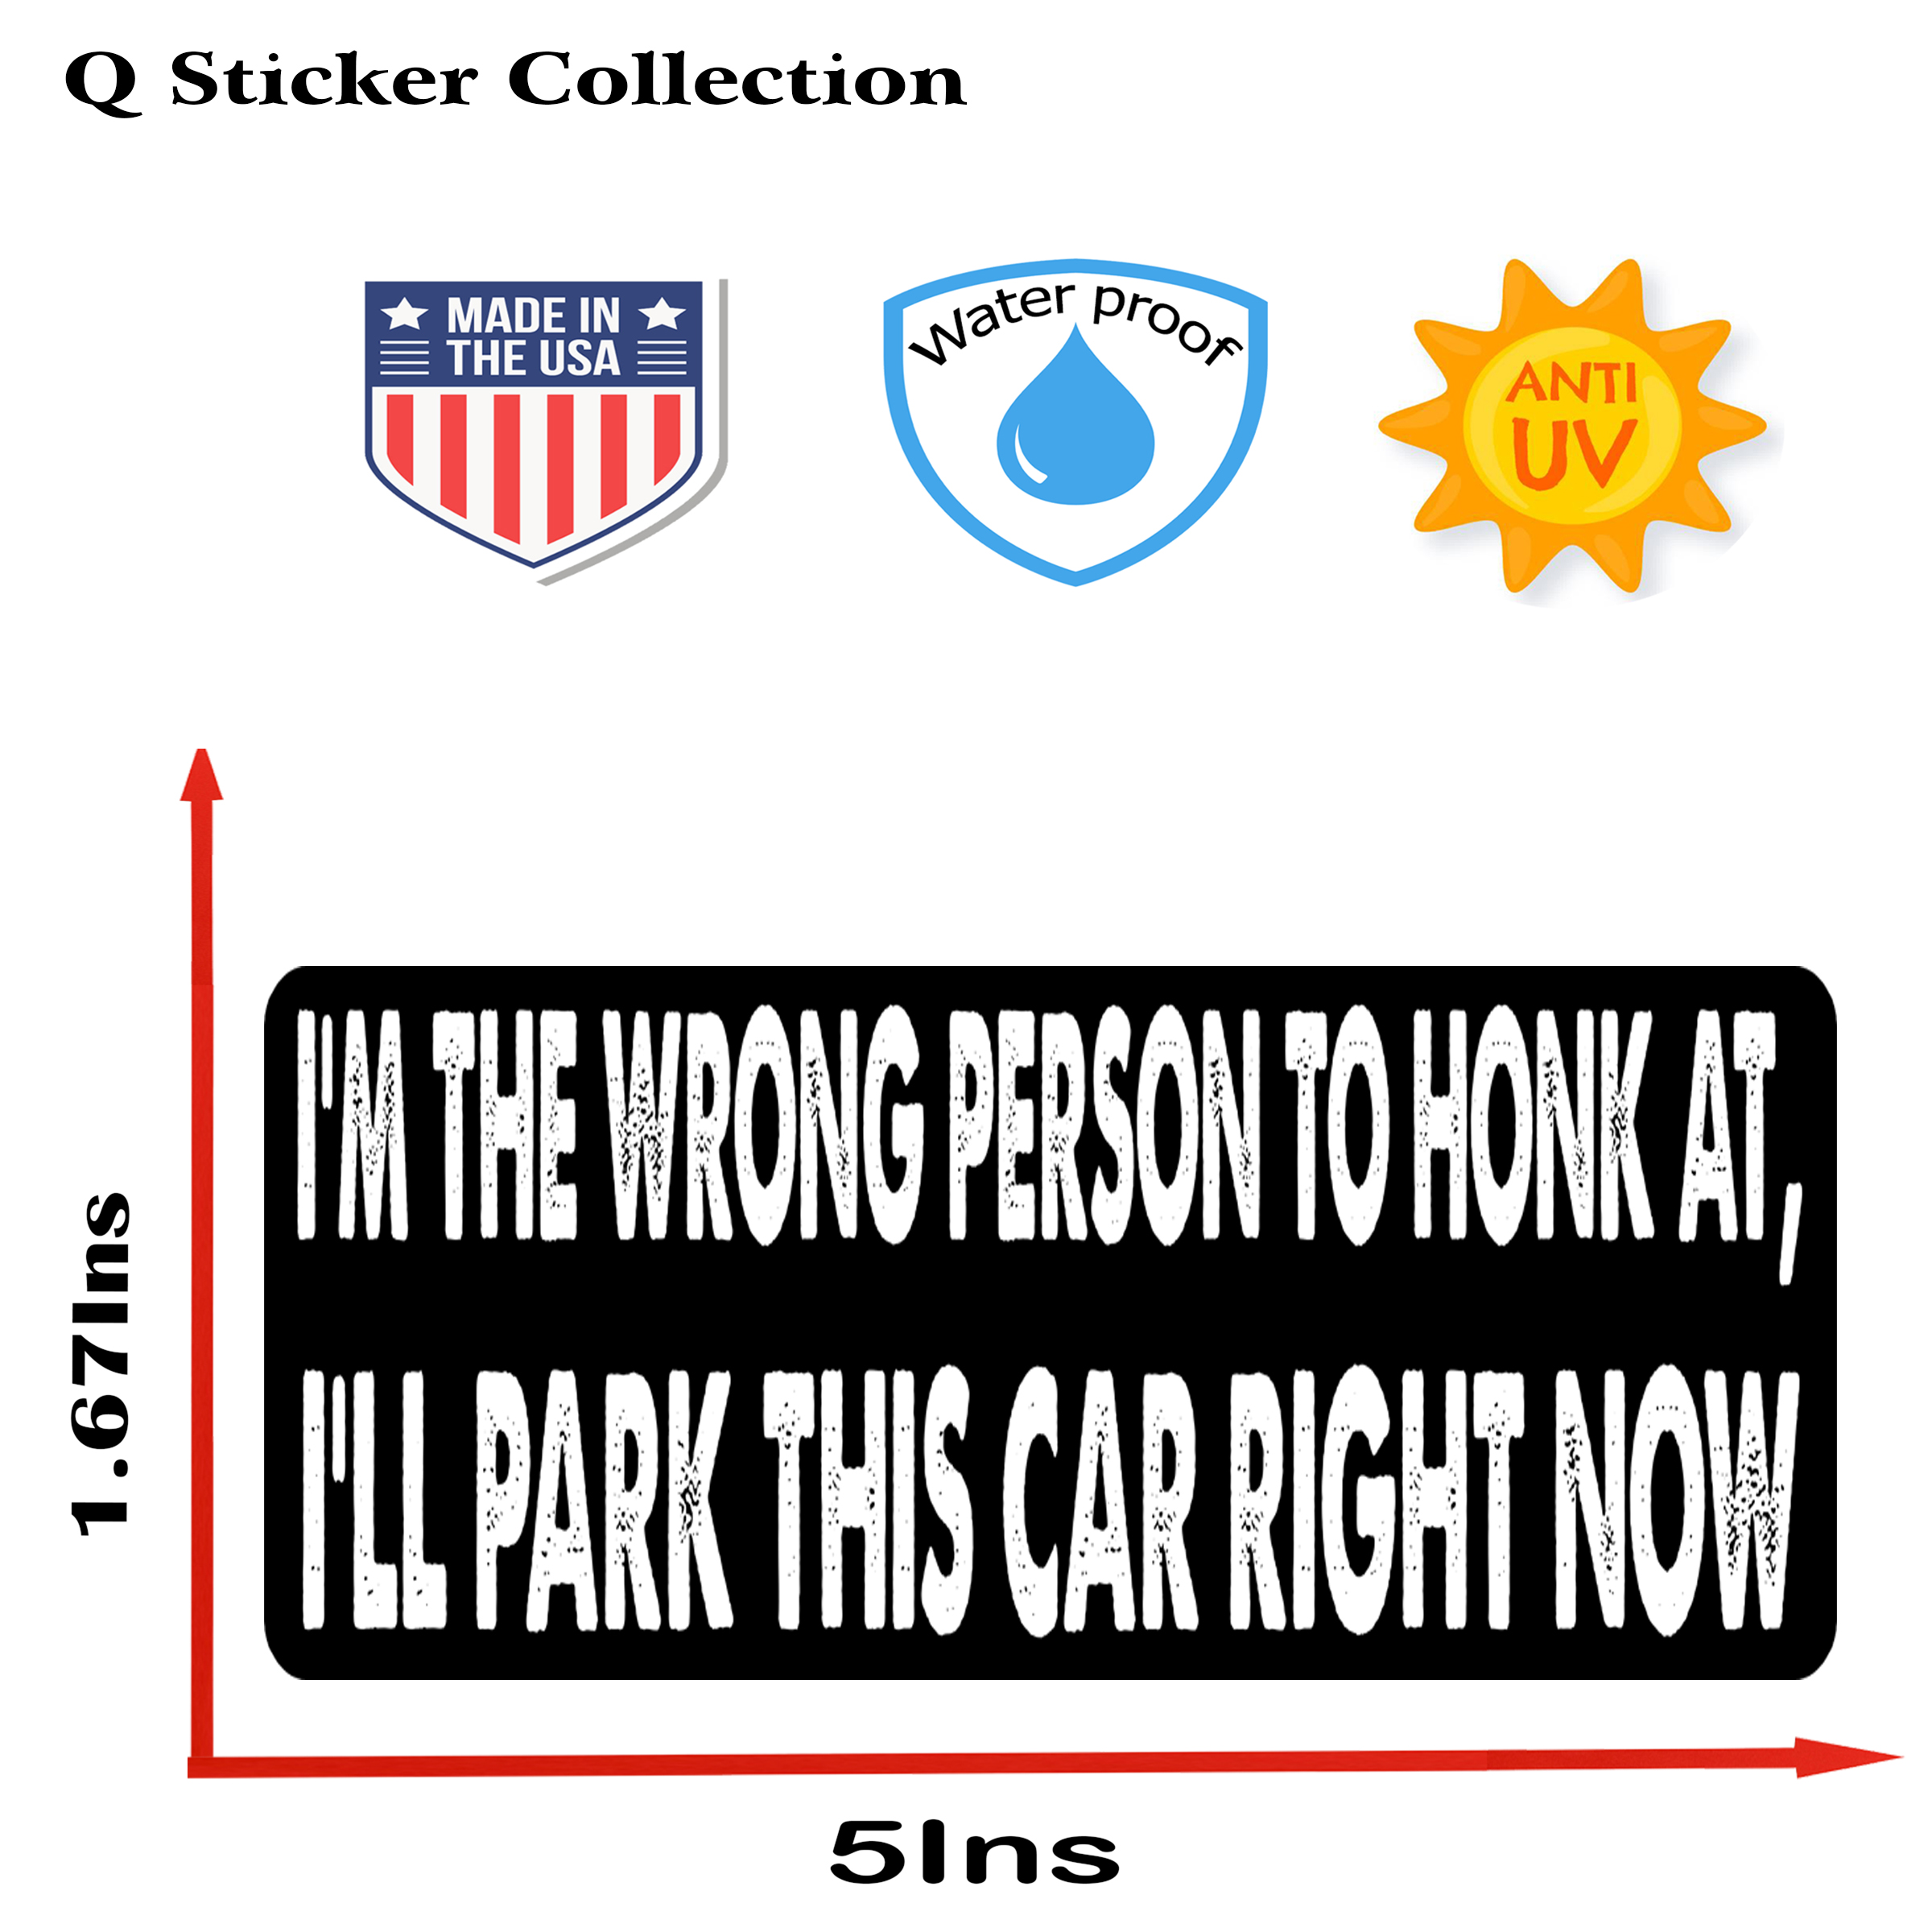 Q Sticker Collection
MADE IN
THE USA
Water proof
ANTI
UV
1.67Ins
I'M THE WRONG PERSON TO HONK AT,
I'LL PARK THIS CAR RIGHT NOW
5Ins